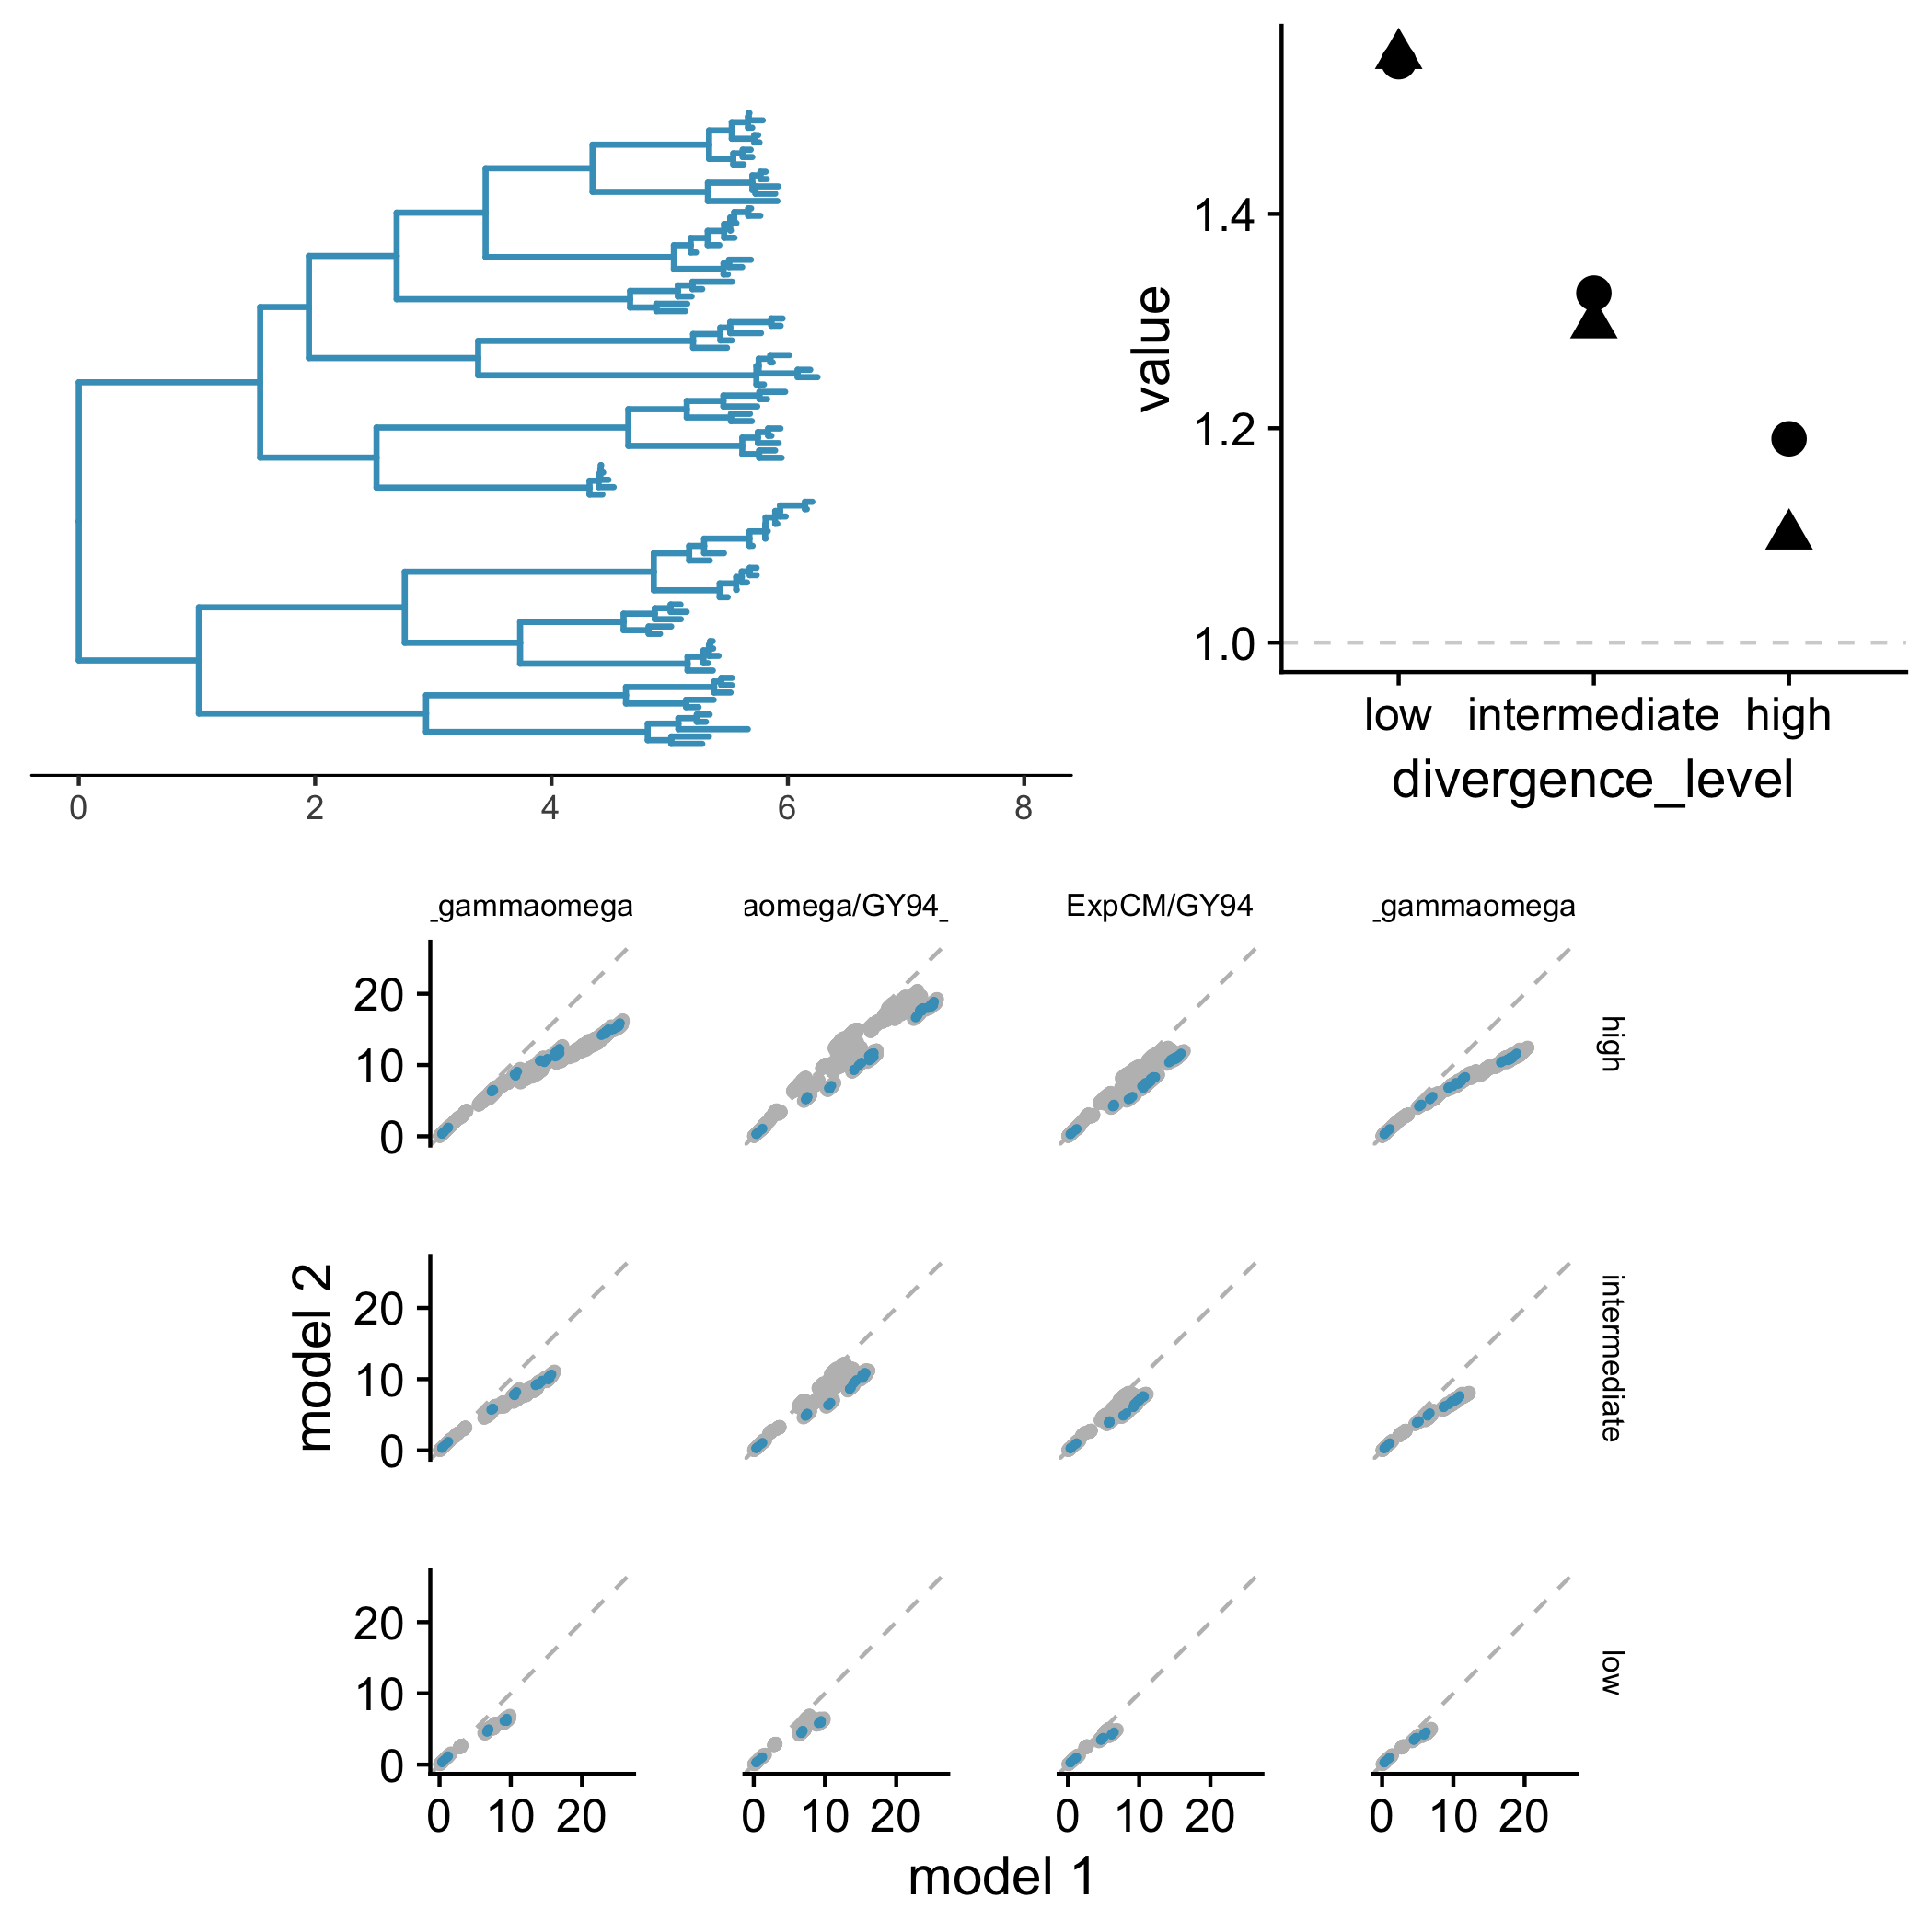 0 2 4 6 8
1.4
1.2
1.0
value
low intermediate high
divergence_level
_gammaomega aomega/GY94_ ExpCM/GY94 _gammaomega
20
10
0
high
model 2
20
10
0
intermediate
20
10
0
low
0 10 20 0 10 20 0 10 20 0 10 20
model 1